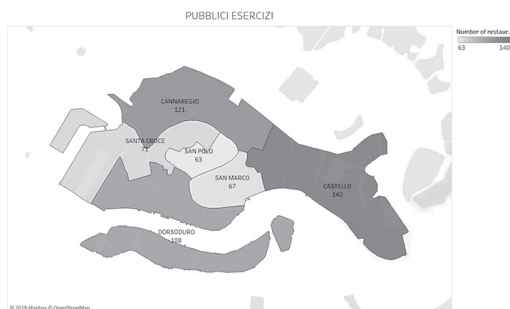 PUBBLICI ESERCIZI
Number of restaur.
63
140
CANNAREGIO
121
SANTA CROCE
SAN POLO
63
SAN MARCO
67
CASTELLO
140
DORSODURO
108
© 2019 Mapbox © OpenStreetMap